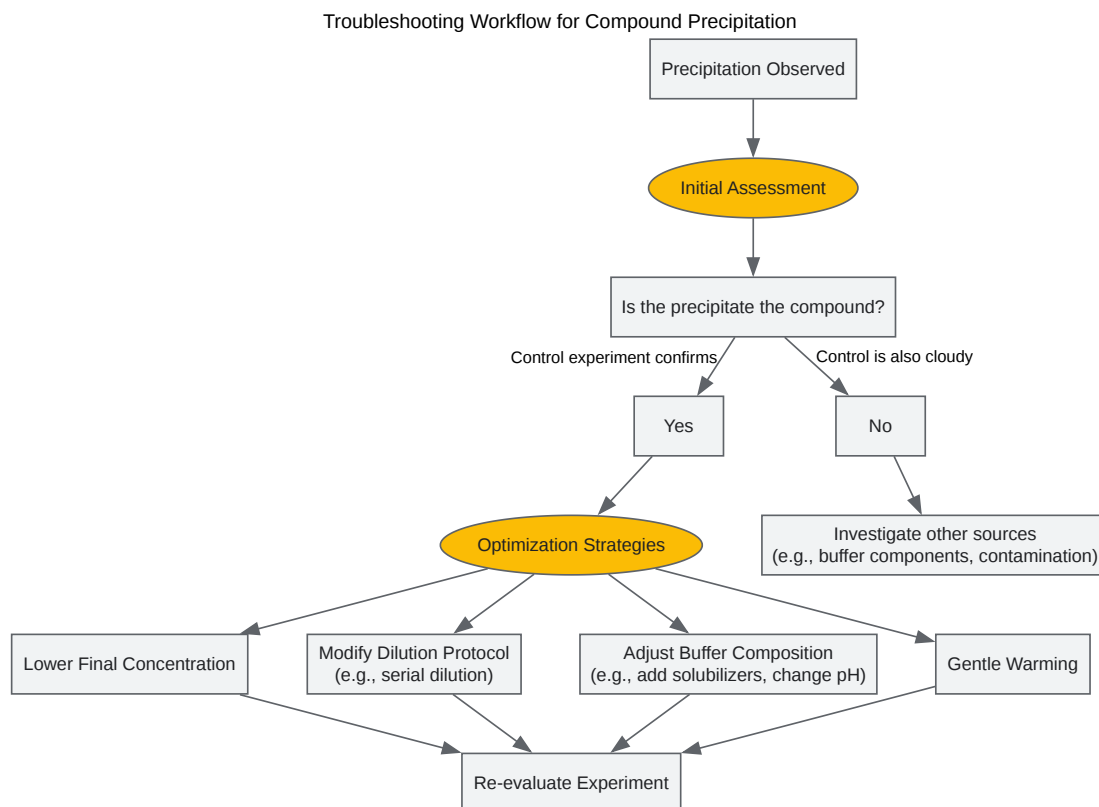 Troubleshooting Workflow for Compound Precipitation
Precipitation Observed
Initial Assessment
Is the precipitate the compound?
Control experiment confirms
Control is also cloudy
Yes
No
Optimization Strategies
Investigate other sources
(e.g., buffer components, contamination)
Lower Final Concentration
Modify Dilution Protocol
(e.g., serial dilution)
Adjust Buffer Composition
(e.g., add solubilizers, change pH)
Gentle Warming
Re-evaluate Experiment